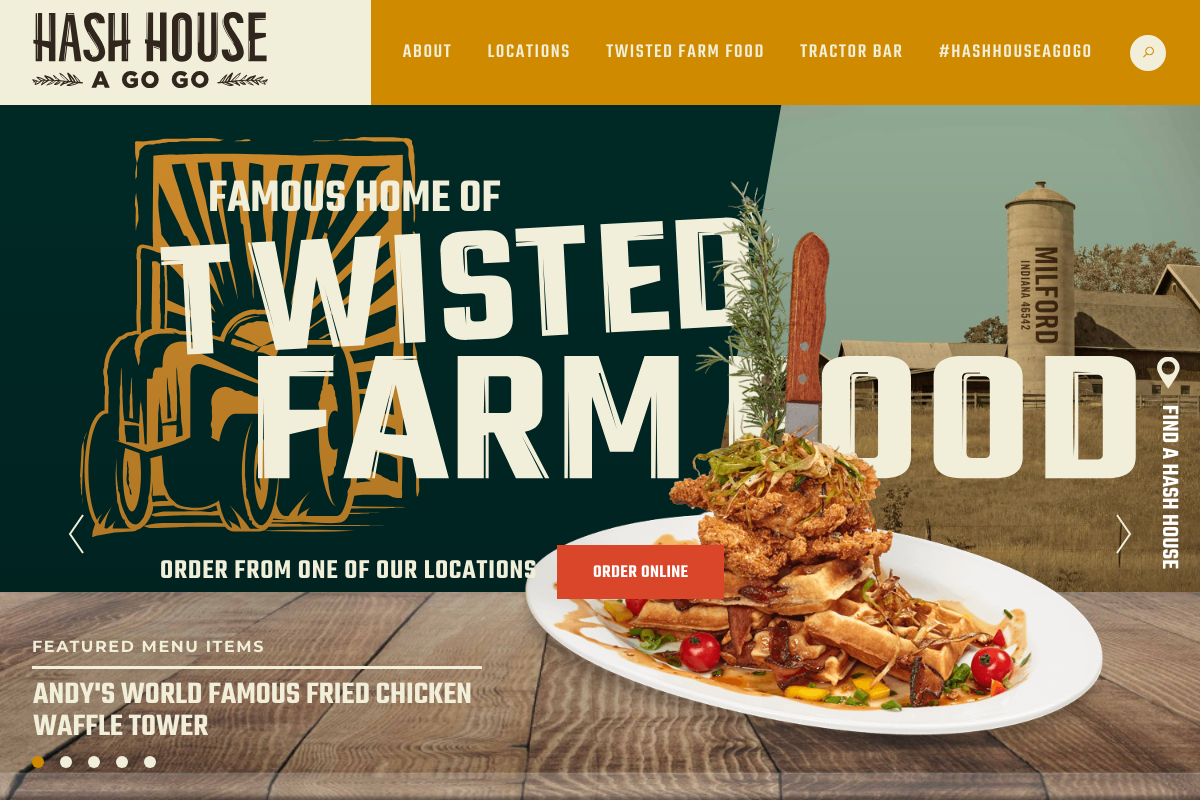 HASH HOUSE
A GO GO
ABOUT
LOCATIONS
TWISTED FARM FOOD
TRACTOR BAR
#HASHHOUSEAGOGO
FAMOUS HOME OF
TWISTED
FARM FOOD
MILFORD
INDIANA 46542
FIND A HASH HOUSE
ORDER FROM ONE OF OUR LOCATIONS
ORDER ONLINE
FEATURED MENU ITEMS
ANDY'S WORLD FAMOUS FRIED CHICKEN
WAFFLE TOWER